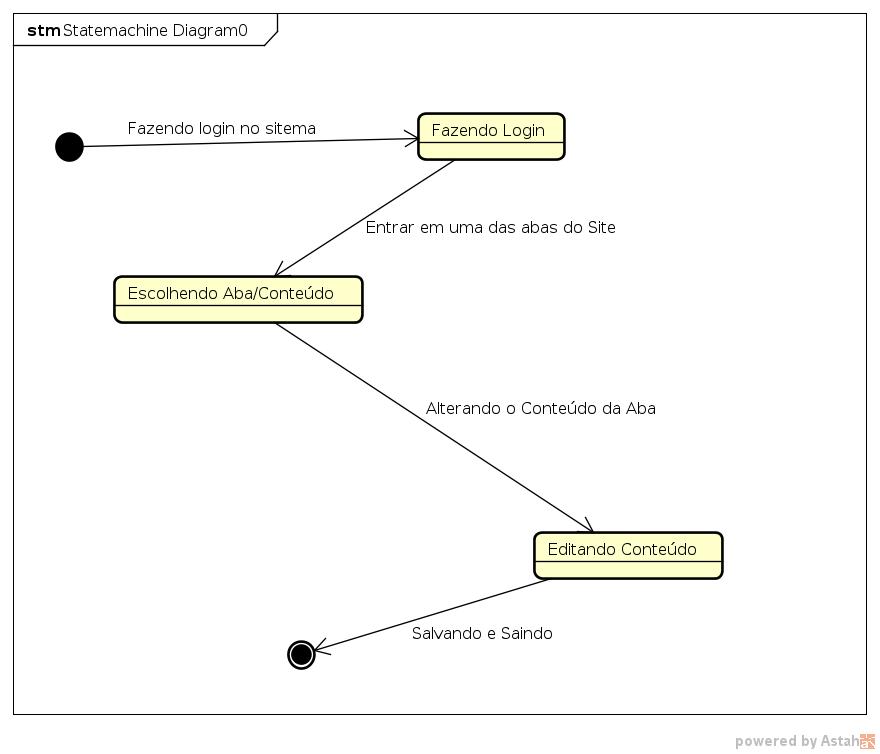 stm Statemachine Diagram0
Fazendo login no sitema
Fazendo Login
Entrar em uma das abas do Site
Escolhendo Aba/Conteúdo
Alterando o Conteúdo da Aba
Editando Conteúdo
Salvando e Saindo
powered by Astah